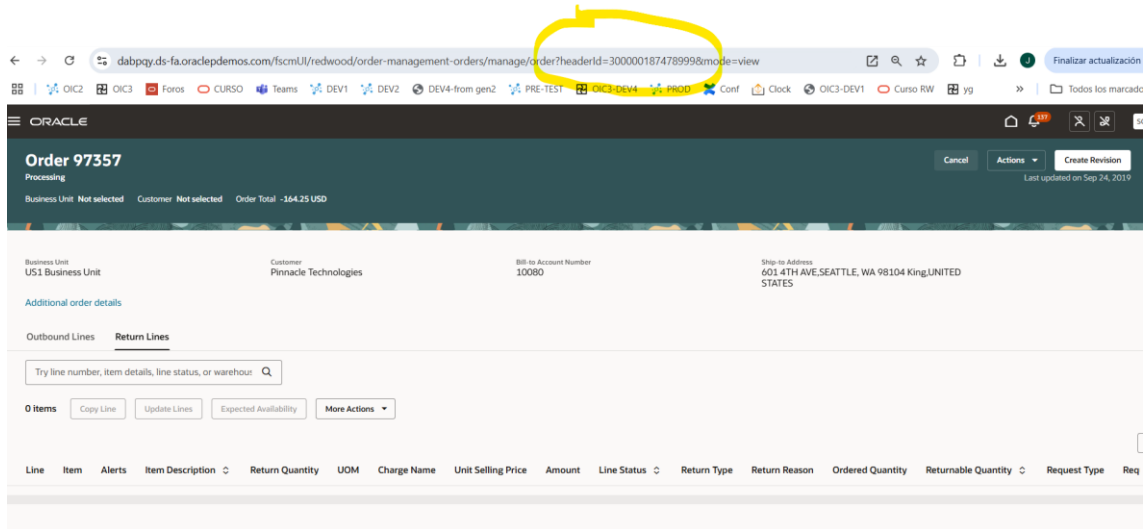 dabpqy.ds-fa.oraclepdemos.com/fscmUI/redwood/order-management-orders/manage/order?headerId=300000187478999&mode=view
J
Finalizar actualización
OIC2 OIC3 Foros CURSO Teams DEV1 DEV2 DEV4-from gen2 PRE-TEST OIC3-DEV4 PROD Conf Clock OIC3-DEV1 Curso RW yg » Todos los marcado
ORACLE
137
Order 97357
Cancel Actions Create Revision
Processing
Last updated on Sep 24, 2019
Business Unit Not selected Customer Not selected Order Total -164.25 USD
Business Unit Customer Bill-to Account Number Ship-to Address
US1 Business Unit Pinnacle Technologies 10080 601 4TH AVE,SEATTLE, WA 98104 King,UNITED
STATES
Additional order details
Outbound Lines Return Lines
Try line number, item details, line status, or warehous
0 items Copy Line Update Lines Expected Availability More Actions
Line Item Alerts Item Description Return Quantity UOM Charge Name Unit Selling Price Amount Line Status Return Type Return Reason Ordered Quantity Returnable Quantity Request Type Req